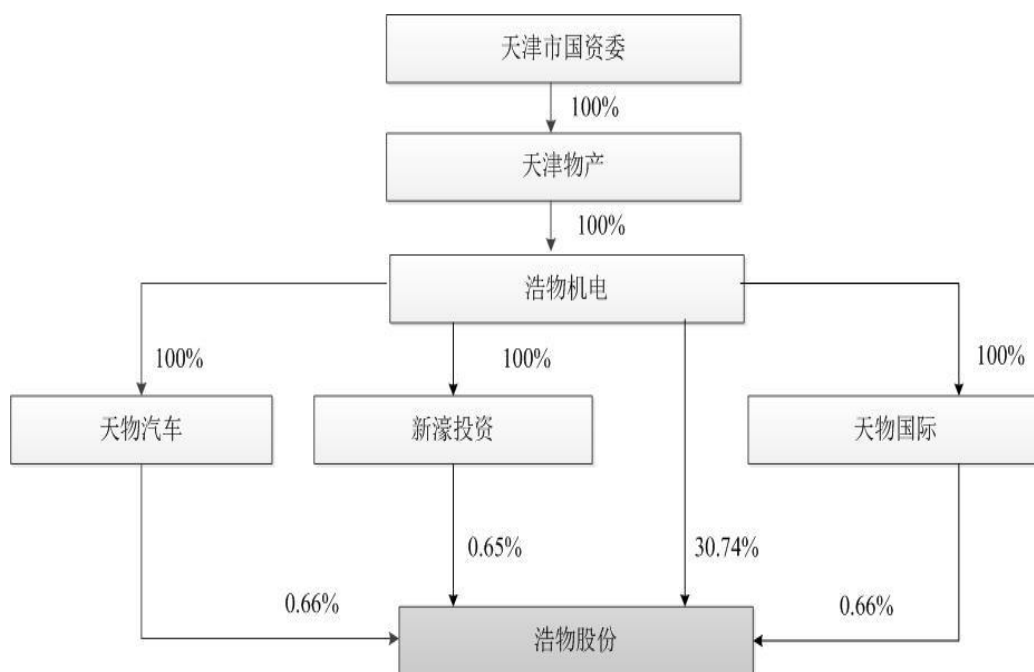 天津市国资委
100%
天津物产
100%
浩物机电
100%
100%
100%
天物汽车
新濠投资
天物国际
0.65%
30.74%
0.66%
0.66%
浩物股份